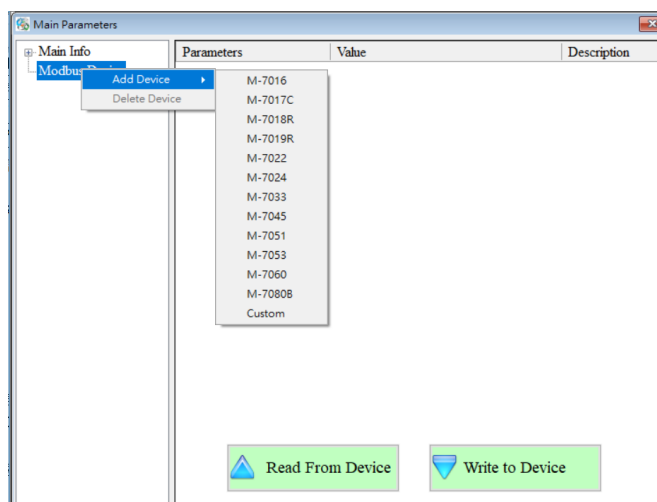 Main Parameters
Main Info
Parameters Value Description
Modbus
Add Device
Delete Device
M-7016
M-7017C
M-7018R
M-7019R
M-7022
M-7024
M-7033
M-7045
M-7051
M-7053
M-7060
M-7080B
Custom
Read From Device
Write to Device